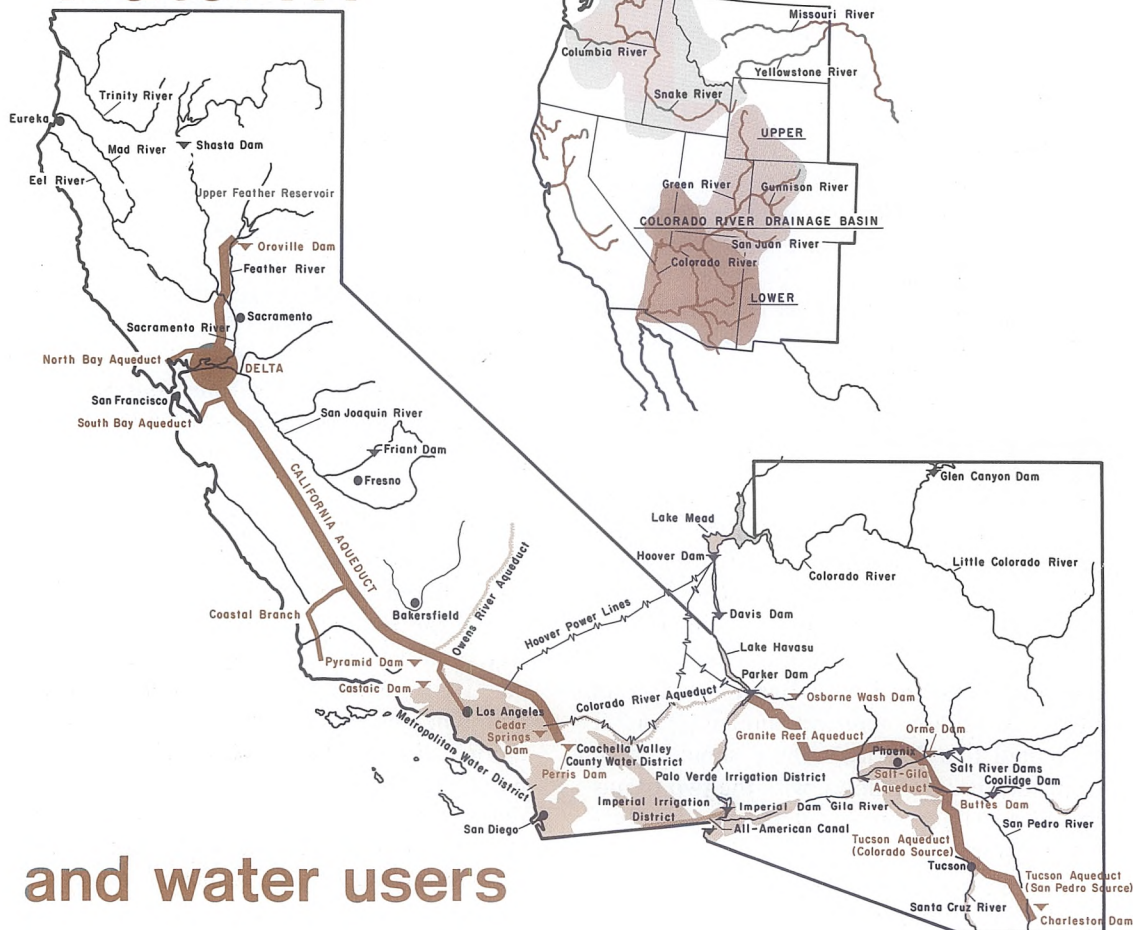 Trinity River
Eureka
Mad River
Shasta Dam
Eel River
Upper Feather Reservoir
Oroville Dam
Feather River
Sacramento River
Sacramento
North Bay Aqueduct
DELTA
San Francisco
South Bay Aqueduct
San Joaquin River
Friant Dam
Fresno
CALIFORNIA AQUEDUCT
Owens River Aqueduct
Bakersfield
Coastal Branch
Pyramid Dam
Castaic Dam
Los Angeles
Cedar
Springs
Dam
Metropolitan Water District
Perris Dam
Coachella Valley
County Water District
San Diego
Imperial Irrigation
District
Missouri River
Columbia River
Yellowstone River
Snake River
UPPER
Green River
Gunnison River
COLORADO RIVER DRAINAGE BASIN
San Juan River
Colorado River
LOWER
Glen Canyon Dam
Lake Mead
Hoover Dam
Colorado River
Little Colorado River
Davis Dam
Hoover Power Lines
Lake Havasu
Parker Dam
Colorado River Aqueduct
Osborne Wash Dam
Granite Reef Aqueduct
Orme Dam
Phoenix
Salt River Dams
Coolidge Dam
Palo Verde Irrigation District
Salt-Gila
Aqueduct
Buttes Dam
Imperial Dam
Gila River
All-American Canal
San Pedro River
Tucson Aqueduct
(Colorado Source)
Tucson
Tucson Aqueduct
(San Pedro Source)
Santa Cruz River
Charleston Dam
and water users